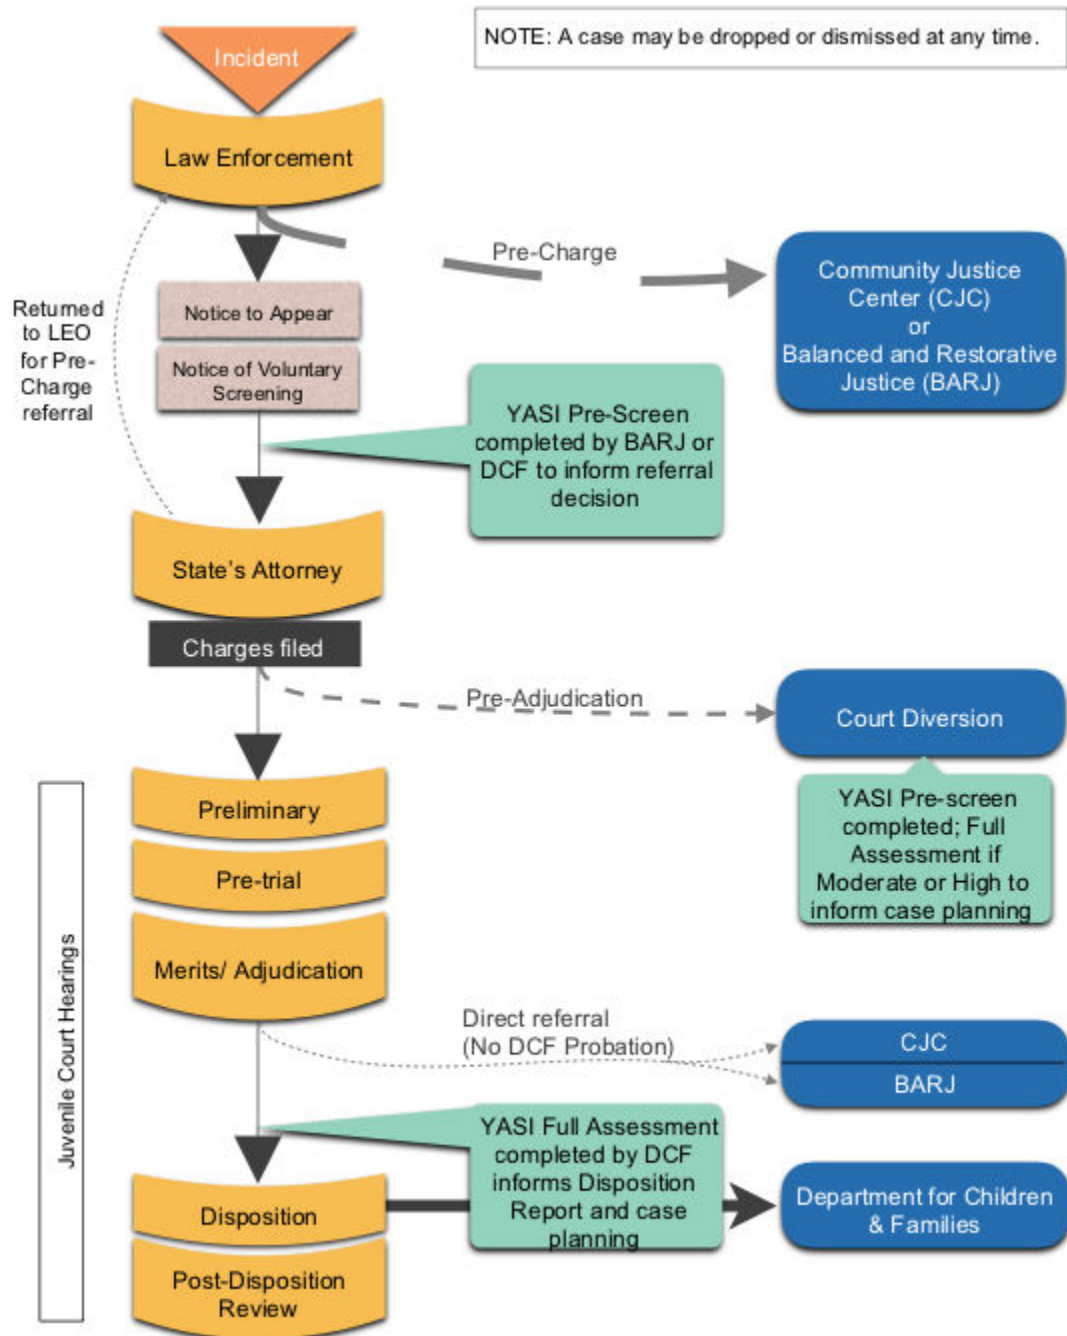 NOTE: A case may be dropped or dismissed at any time.
Incident
Law Enforcement
Pre-Charge
Community Justice
Center (CJC)
or
Balanced and Restorative
Justice (BARJ)
Returned
to LEO
for Pre-
Charge
referral
Notice to Appear
Notice of Voluntary
Screening
YASI Pre-Screen
completed by BARJ or
DCF to inform referral
decision
State's Attorney
Charges filed
Pre-Adjudication
Court Diversion
YASI Pre-screen
completed; Full
Assessment if
Moderate or High to
inform case planning
Juvenile Court Hearings
Preliminary
Pre-trial
Merits/ Adjudication
Direct referral
(No DCF Probation)
CJC
BARJ
YASI Full Assessment
completed by DCF
informs Disposition
Report and case
planning
Disposition
Department for Children
& Families
Post-Disposition
Review